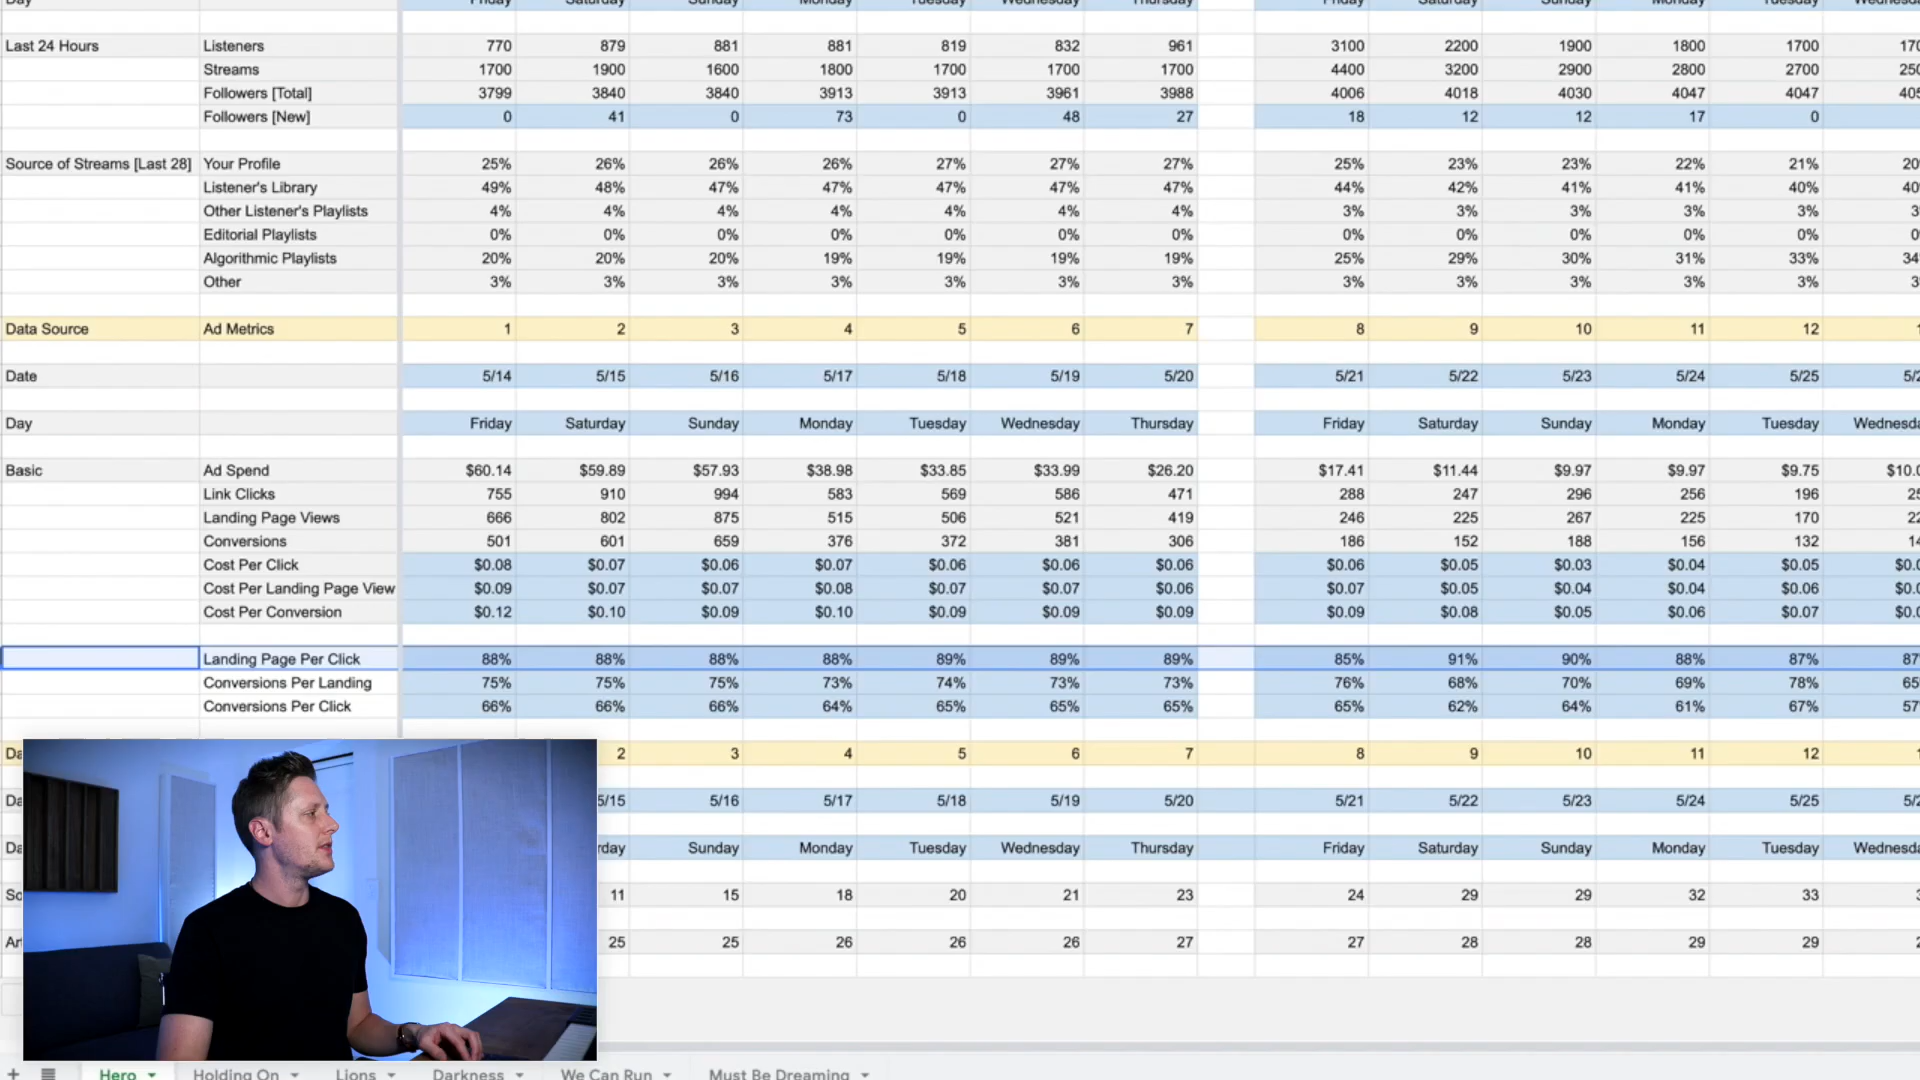 Day Friday Saturday Sunday Monday Tuesday Wednesday Thursday Friday Saturday Sunday Monday Tuesday
Last 24 Hours Listeners 770 879 881 881 819 832 961 3100 2200 1900 1800 1700
Streams 1700 1900 1600 1800 1700 1700 1700 4400 3200 2900 2800 2700
Followers [Total] 3799 3840 3840 3913 3913 3961 3988 4006 4018 4030 4047 4047
Followers [New] 0 41 0 73 0 48 27 18 12 12 17 0
Source of Streams [Last 28] Your Profile 25% 26% 26% 26% 27% 27% 27% 25% 23% 23% 22% 21%
Listener's Library 49% 48% 47% 47% 47% 47% 47% 44% 42% 41% 41% 40%
Other Listener's Playlists 4% 4% 4% 4% 4% 4% 4% 3% 3% 3% 3% 3%
Editorial Playlists 0% 0% 0% 0% 0% 0% 0% 0% 0% 0% 0% 0%
Algorithmic Playlists 20% 20% 20% 19% 19% 19% 19% 25% 29% 30% 31% 33%
Other 3% 3% 3% 3% 3% 3% 3% 3% 3% 3% 3% 3%
Data Source Ad Metrics 1 2 3 4 5 6 7 8 9 10 11 12
Date 5/14 5/15 5/16 5/17 5/18 5/19 5/20 5/21 5/22 5/23 5/24 5/25
Day Friday Saturday Sunday Monday Tuesday Wednesday Thursday Friday Saturday Sunday Monday Tuesday
Basic Ad Spend $60.14 $59.89 $57.93 $38.98 $33.85 $33.99 $26.20 $17.41 $11.44 $9.97 $9.97 $9.75
Link Clicks 755 910 994 583 569 586 471 288 247 296 256 196
Landing Page Views 666 802 875 515 506 521 419 246 225 267 225 170
Conversions 501 601 659 376 372 381 306 186 152 188 156 132
Cost Per Click $0.08 $0.07 $0.06 $0.07 $0.06 $0.06 $0.06 $0.06 $0.05 $0.03 $0.04 $0.05
Cost Per Landing Page View $0.09 $0.07 $0.07 $0.08 $0.07 $0.07 $0.06 $0.07 $0.05 $0.04 $0.04 $0.06
Cost Per Conversion $0.12 $0.10 $0.09 $0.10 $0.09 $0.09 $0.09 $0.09 $0.08 $0.05 $0.06 $0.07
Landing Page Per Click 88% 88% 88% 88% 89% 89% 89% 85% 91% 90% 88% 87%
Conversions Per Landing 75% 75% 75% 73% 74% 73% 73% 76% 68% 70% 69% 78%
Conversions Per Click 66% 66% 66% 64% 65% 65% 65% 65% 62% 64% 61% 67%
2 3 4 5 6 7 8 9 10 11 12
5/15 5/16 5/17 5/18 5/19 5/20 5/21 5/22 5/23 5/24 5/25
Sunday Monday Tuesday Wednesday Thursday Friday Saturday Sunday Monday Tuesday
11 15 18 20 21 23 24 29 29 32 33
25 25 26 26 26 27 27 28 28 29 29
+ Hero Holding On Lions Darkness We Can Run Must Be Dreaming